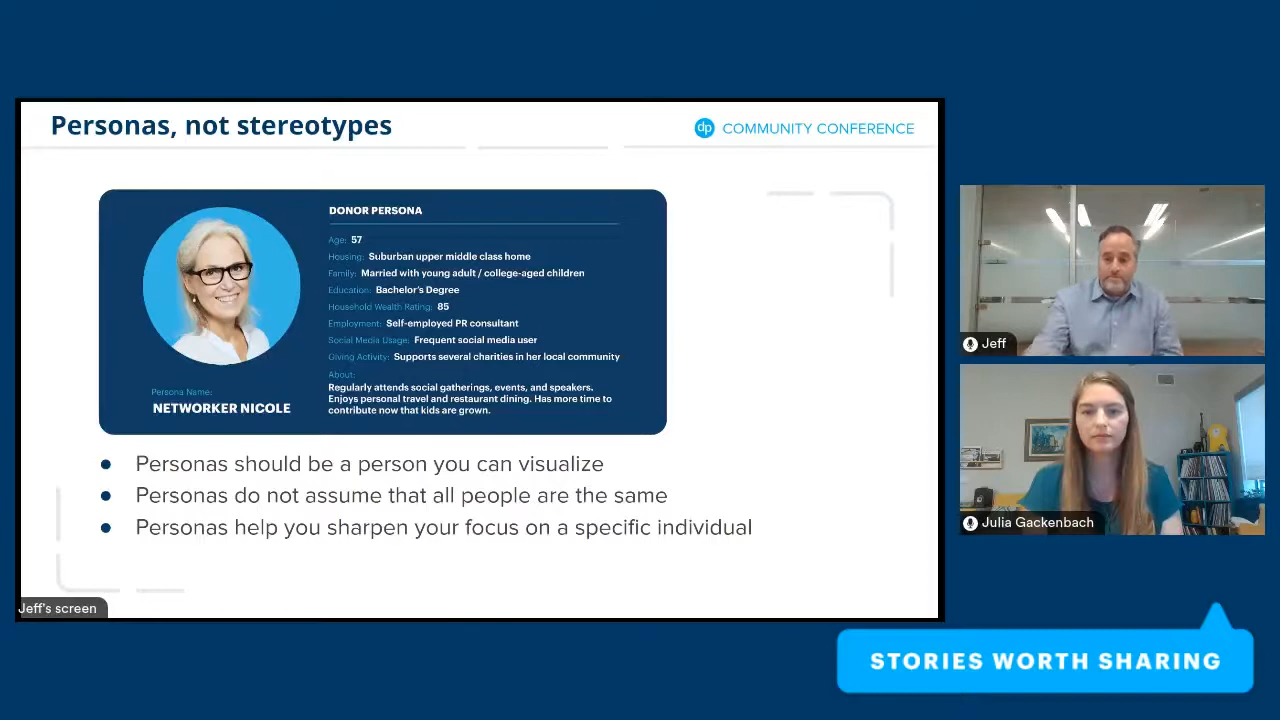 Personas, not stereotypes
dp COMMUNITY CONFERENCE
DONOR PERSONA
Age: 57
Housing: Suburban upper middle class home
Family: Married with young adult / college-aged children
Education: Bachelor's Degree
Household Wealth Rating: 85
Employment: Self-employed PR consultant
Social Media Usage: Frequent social media user
Giving Activity: Supports several charities in her local community
About:
Regularly attends social gatherings, events, and speakers.
Enjoys personal travel and restaurant dining. Has more time to
contribute now that kids are grown.
Persona Name:
NETWORKER NICOLE
• Personas should be a person you can visualize
• Personas do not assume that all people are the same
• Personas help you sharpen your focus on a specific individual
Jeff's screen
Jeff
Julia Gackenbach
STORIES WORTH SHARING